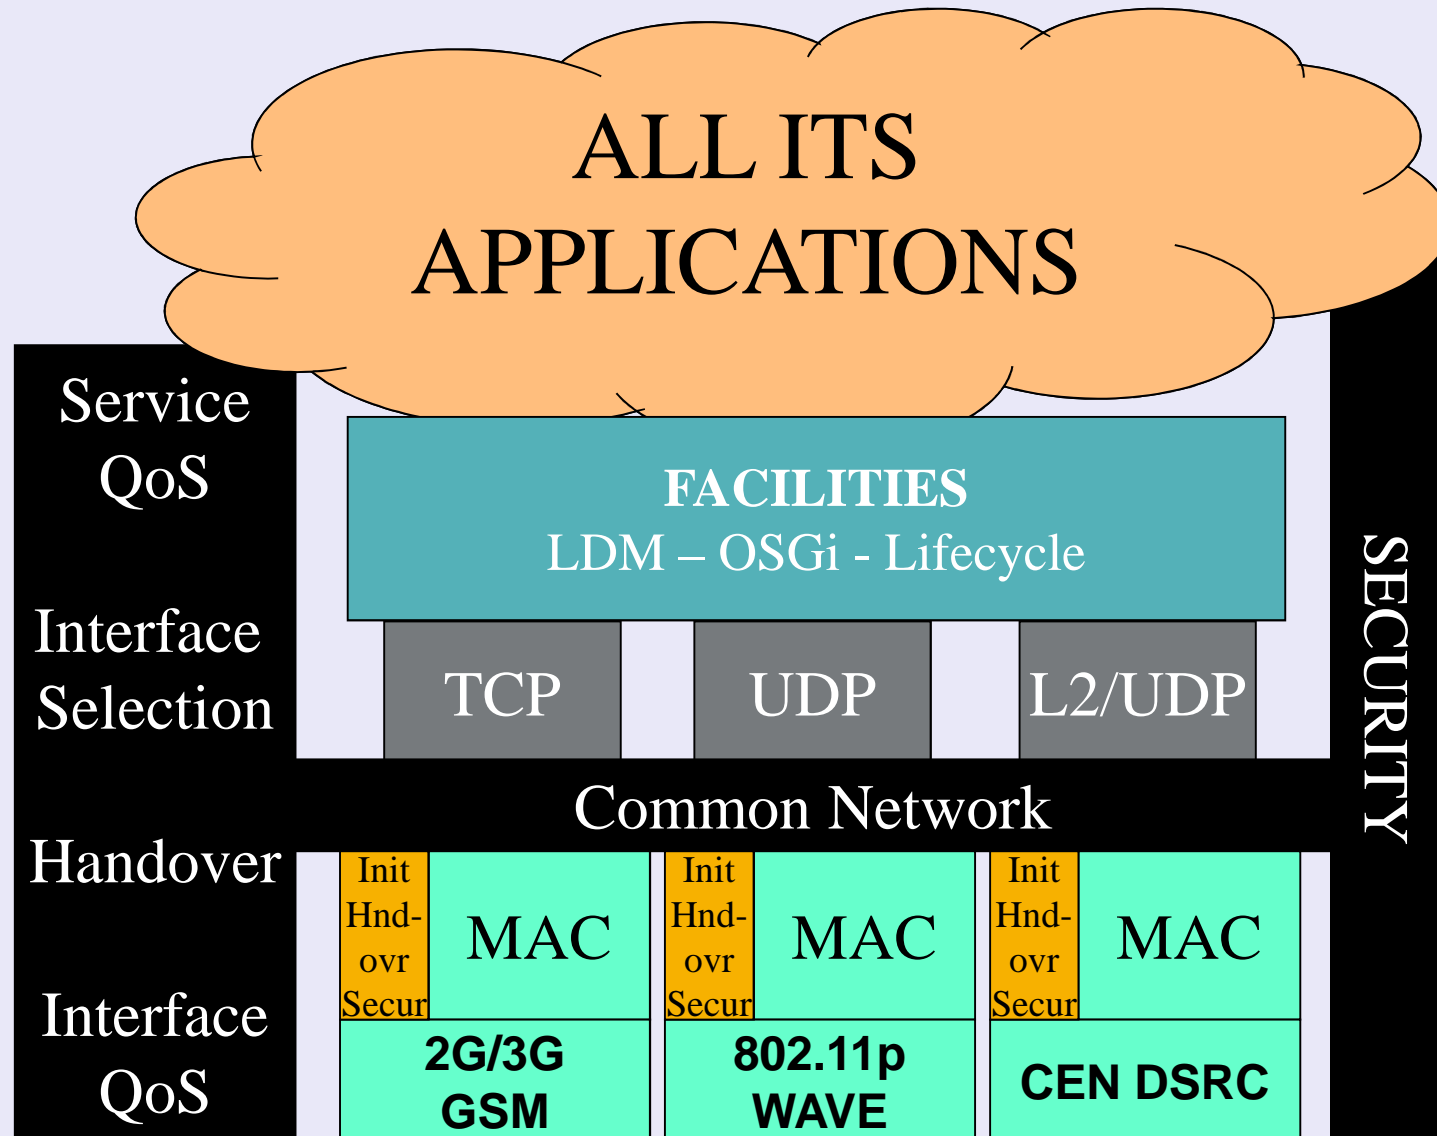 ALL ITS
APPLICATIONS
Service
QoS
Interface
Selection
Handover
Interface
QoS
FACILITIES
LDM – OSGi - Lifecycle
TCP
UDP
L2/UDP
Common Network
Init
Hnd-
ovr
Secur
MAC
Init
Hnd-
ovr
Secur
MAC
Init
Hnd-
ovr
Secur
MAC
2G/3G
GSM
802.11p
WAVE
CEN DSRC
SECURITY